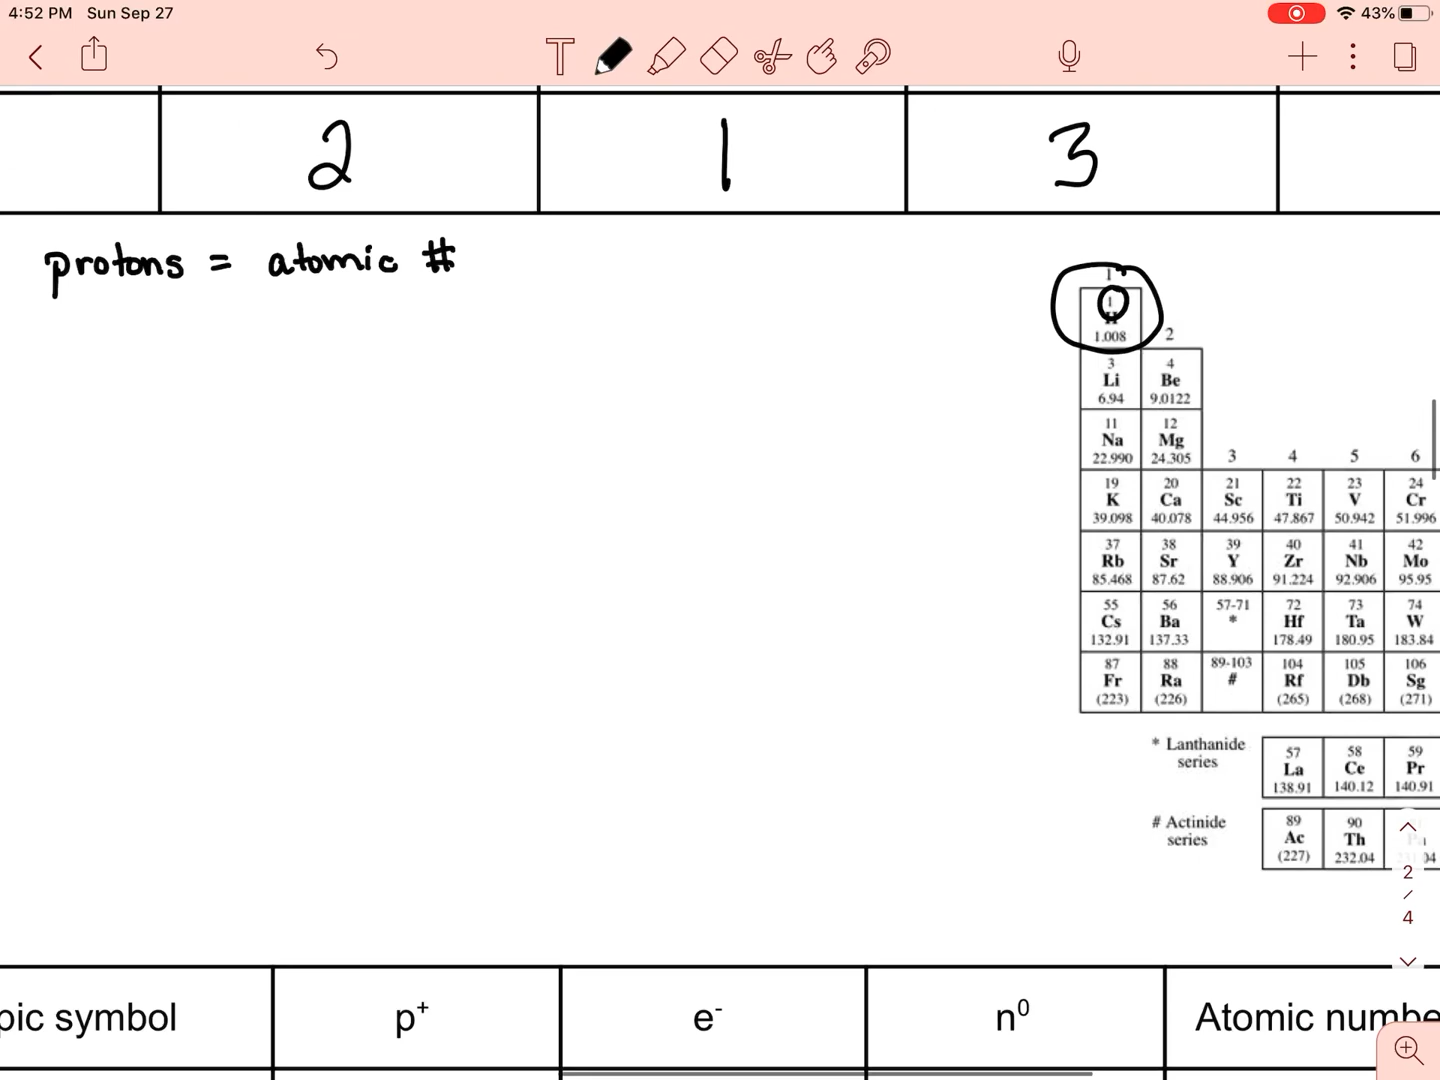 4:52 PM Sun Sep 27
43%
2 1 3
protons = atomic #
1
1
H
1.008
2
3 4
Li Be
6.94 9.0122
11 12
Na Mg
22.990 24.305
3 4 5 6
19 20 21 22 23 24
K Ca Sc Ti V Cr
39.098 40.078 44.956 47.867 50.942 51.996
37 38 39 40 41 42
Rb Sr Y Zr Nb Mo
85.468 87.62 88.906 91.224 92.906 95.95
55 56 57-71 72 73 74
Cs Ba * Hf Ta W
132.91 137.33 178.49 180.95 183.84
87 88 89-103 104 105 106
Fr Ra # Rf Db Sg
(223) (226) (265) (268) (271)
* Lanthanide
series
57 58 59
La Ce Pr
138.91 140.12 140.91
# Actinide
series
89 90
Ac Th
(227) 232.04
2
/
4
pic symbol p⁺ e⁻ n⁰ Atomic numbe